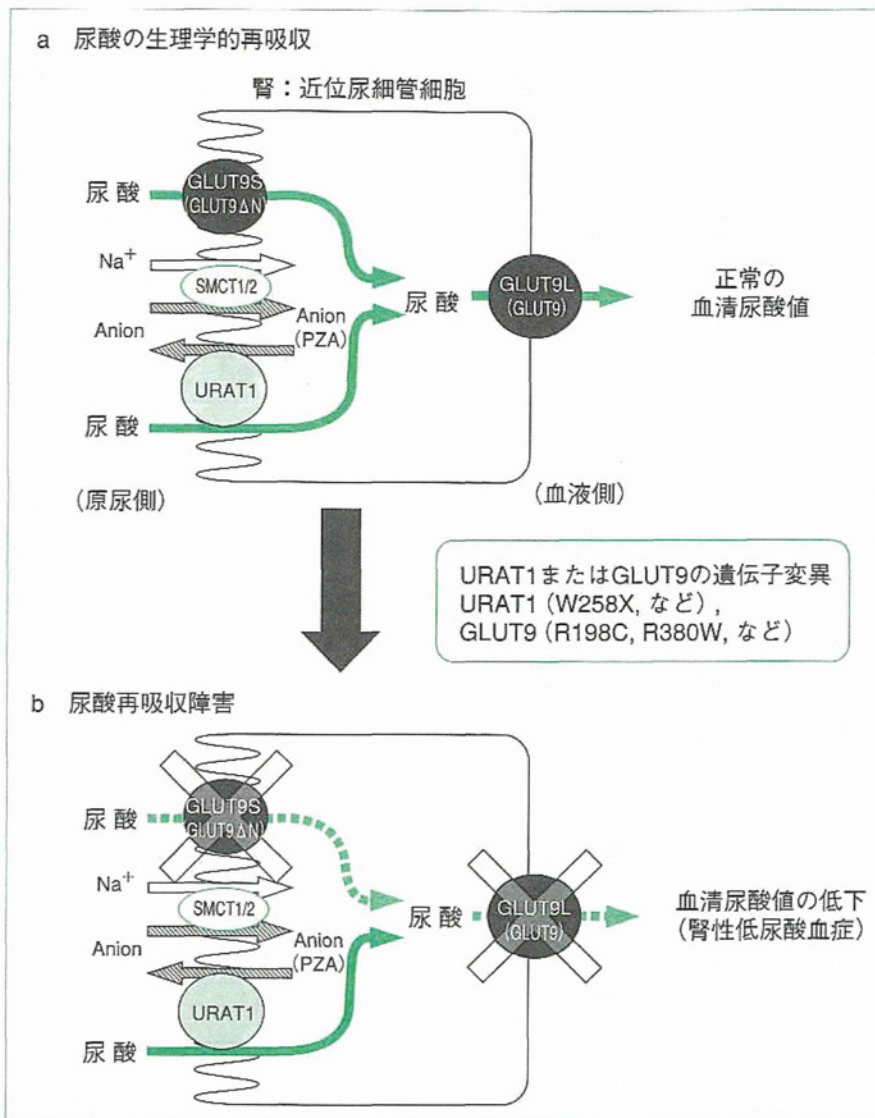 a 尿酸の生理学的再吸収
腎:近位尿細管細胞
尿酸
GLUT9S
(GLUT9ΔN)
Na+
SMCT1/2
Anion
Anion
(PZA)
URAT1
尿酸
尿酸
GLUT9L
(GLUT9)
正常の
血清尿酸値
(原尿側)
(血液側)
URAT1またはGLUT9の遺伝子変異
URAT1(W258X, など),
GLUT9(R198C, R380W, など)
b 尿酸再吸収障害
尿酸
GLUT9S
(GLUT9ΔN)
Na+
SMCT1/2
Anion
Anion
(PZA)
URAT1
尿酸
尿酸
GLUT9L
(GLUT9)
血清尿酸値の低下
(腎性低尿酸血症)